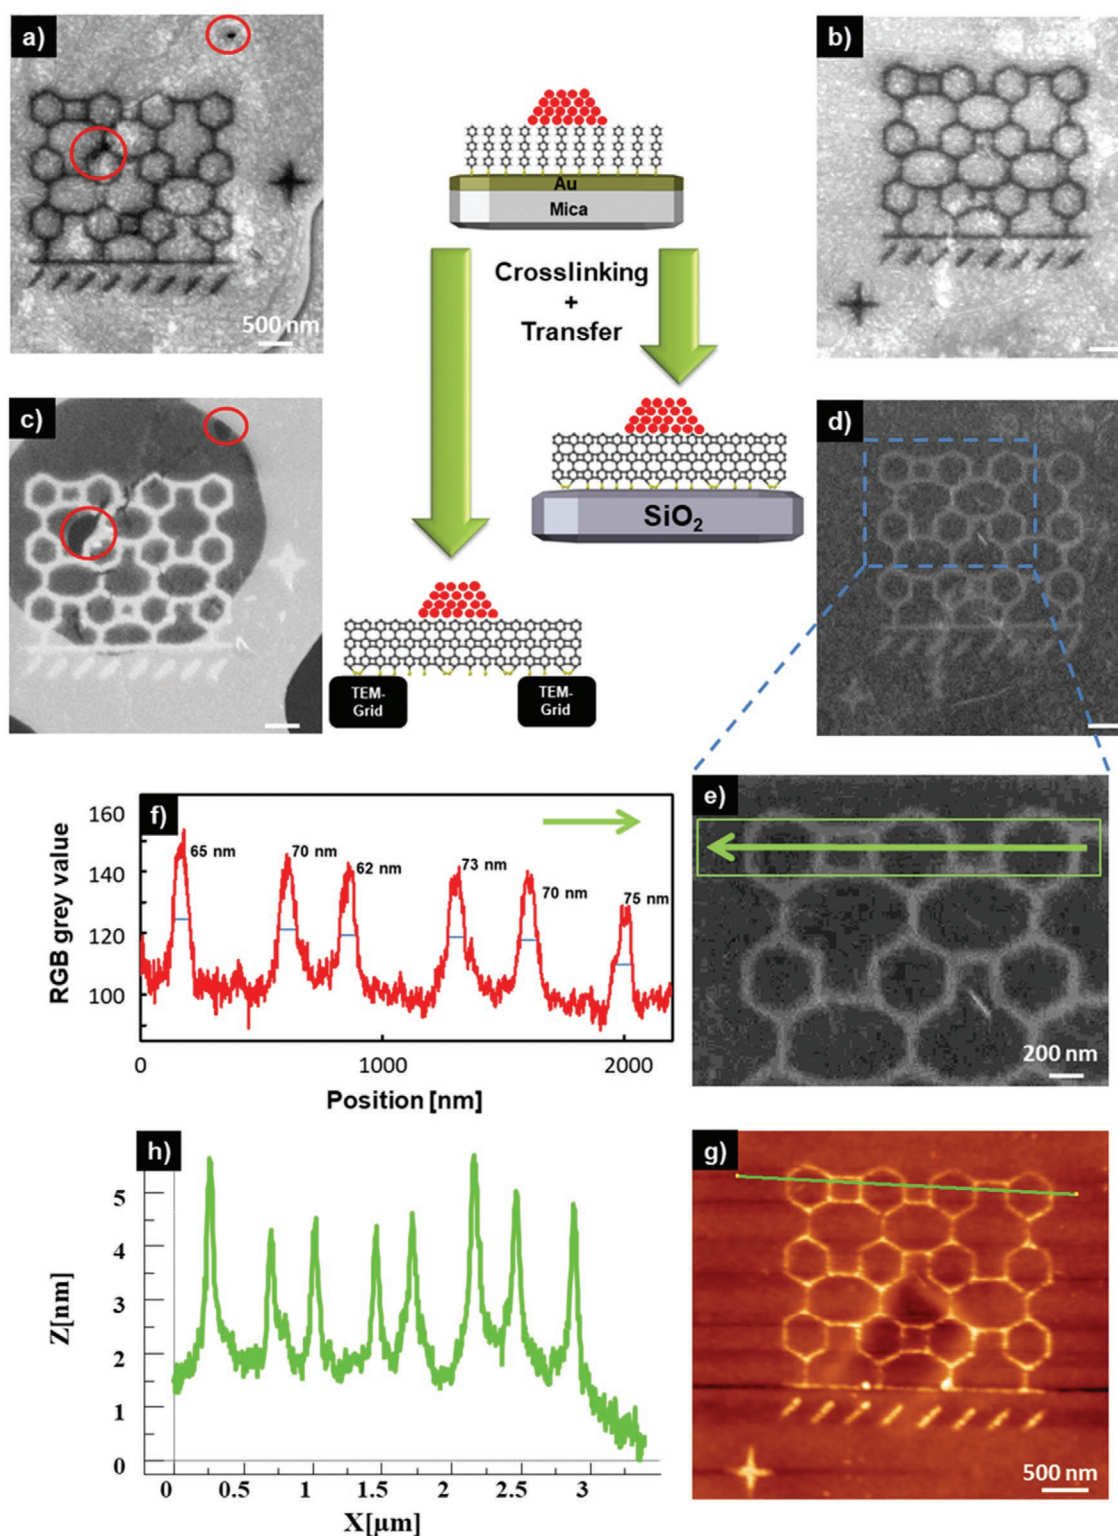 a)
500 nm
Au
Mica
Crosslinking
+
Transfer
SiO₂
TEM-
Grid
TEM-
Grid
b)
c)
d)
e)
200 nm
f)
RGB grey value
160
140
120
100
65 nm
70 nm
62 nm
73 nm
70 nm
75 nm
0
1000
2000
Position [nm]
h)
Z[nm]
5
4
3
2
1
0
0
0.5
1
1.5
2
2.5
3
X[µm]
g)
500 nm